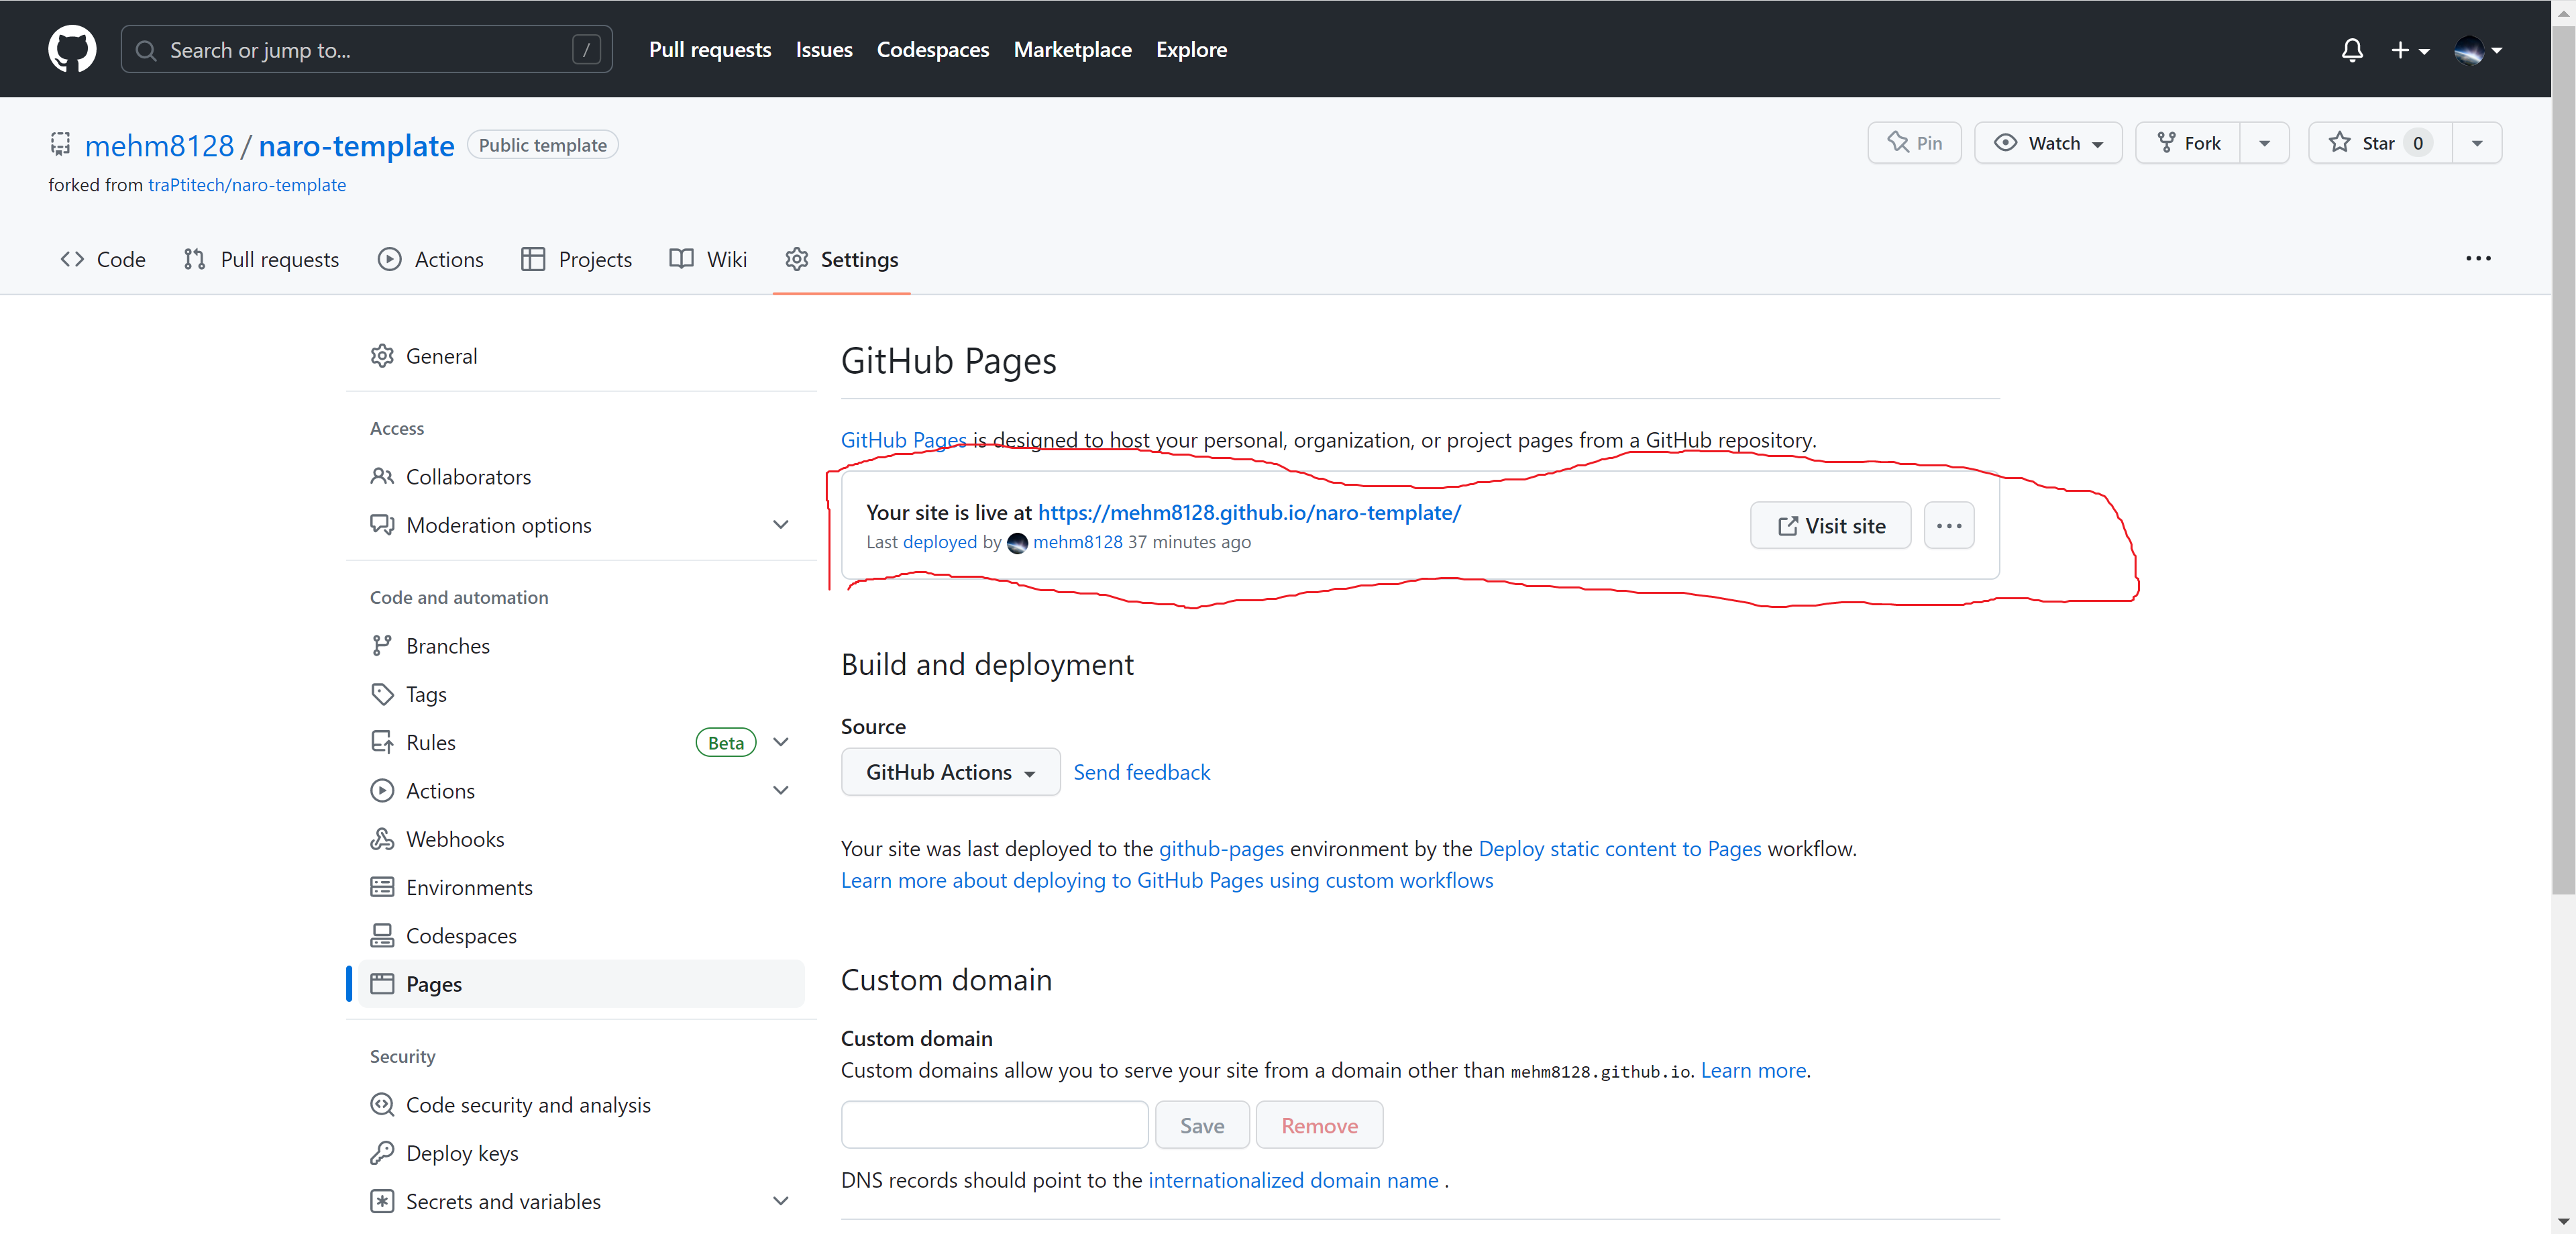 Search or jump to... /
Pull requests Issues Codespaces Marketplace Explore
mehm8128 / naro-template Public template
Pin Watch Fork Star 0
forked from traPtitech/naro-template
Code Pull requests Actions Projects Wiki Settings
General
Access
Collaborators
Moderation options
Code and automation
Branches
Tags
Rules Beta
Actions
Webhooks
Environments
Codespaces
Pages
Security
Code security and analysis
Deploy keys
Secrets and variables
GitHub Pages
GitHub Pages is designed to host your personal, organization, or project pages from a GitHub repository.
Your site is live at https://mehm8128.github.io/naro-template/
Last deployed by mehm8128 37 minutes ago
Visit site
Build and deployment
Source
GitHub Actions Send feedback
Your site was last deployed to the github-pages environment by the Deploy static content to Pages workflow.
Learn more about deploying to GitHub Pages using custom workflows
Custom domain
Custom domain
Custom domains allow you to serve your site from a domain other than mehm8128.github.io. Learn more.
Save Remove
DNS records should point to the internationalized domain name .